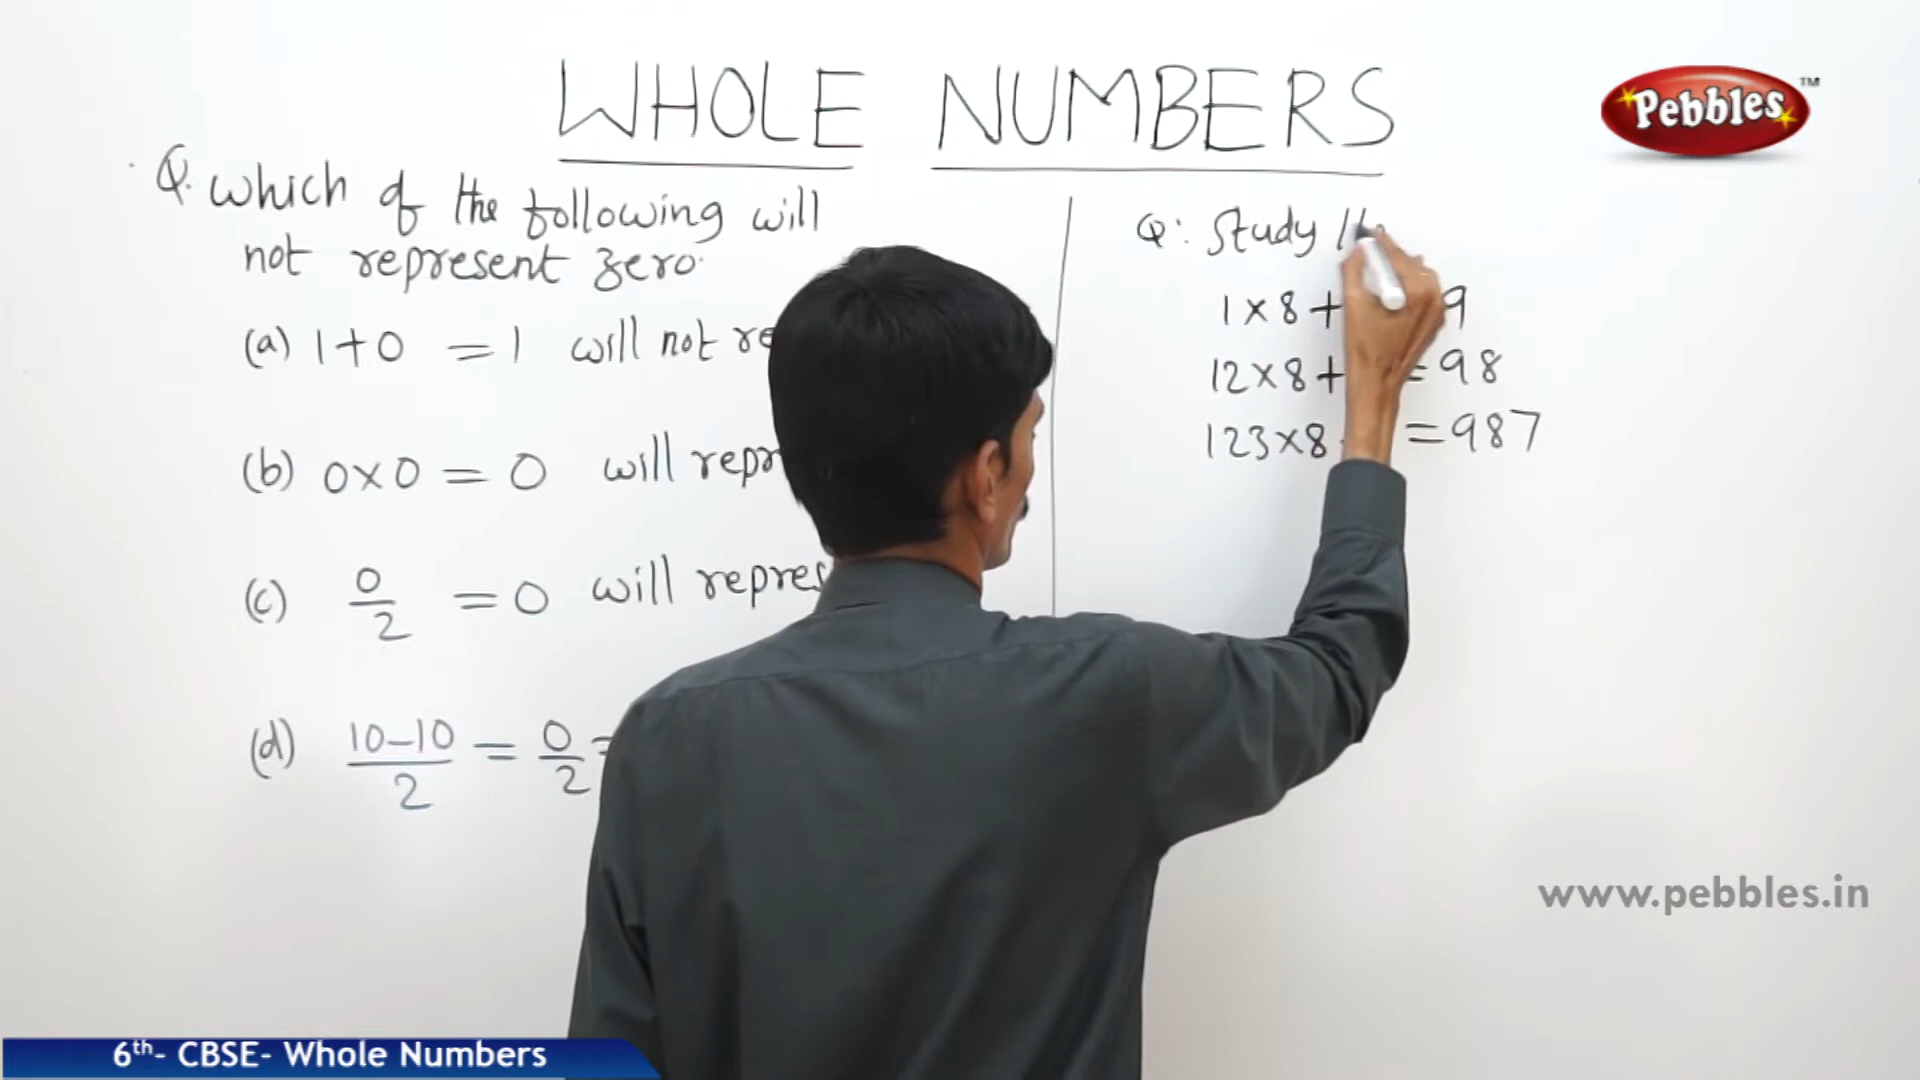 WHOLE NUMBERS
Pebbles™
Q. Which of the following will
not represent zero.
(a) 1+0 = 1 will not re
(b) 0×0 = 0 will repr
(c) 0/2 = 0 will repres
(d) 10-10/2 = 0/2 =
Q: Study
1×8+ 9
12×8+ =98
123×8 =987
www.pebbles.in
6th- CBSE- Whole Numbers